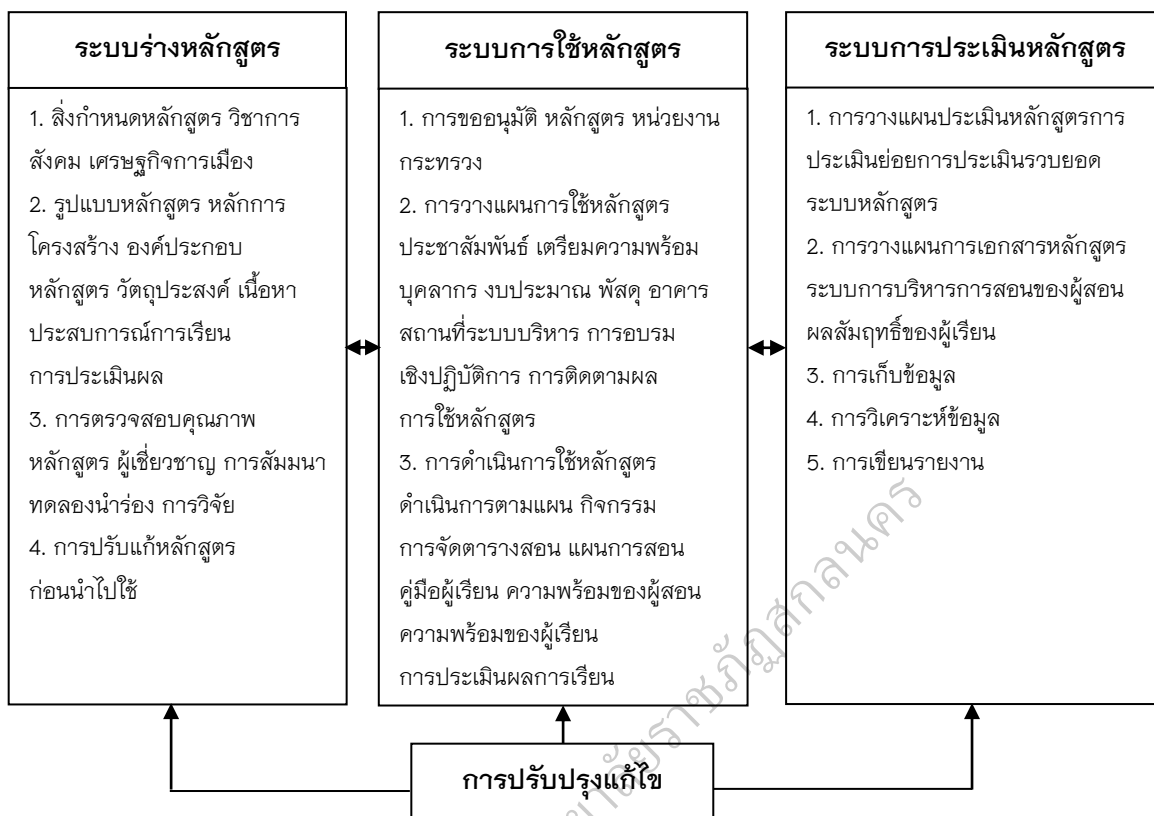 ระบบร่างหลักสูตร
1. สิ่งกำหนดหลักสูตร วิชาการ
สังคม เศรษฐกิจการเมือง
2. รูปแบบหลักสูตร หลักการ
โครงสร้าง องค์ประกอบ
หลักสูตร วัตถุประสงค์ เนื้อหา
ประสบการณ์การเรียน
การประเมินผล
3. การตรวจสอบคุณภาพ
หลักสูตร ผู้เชี่ยวชาญ การสัมมนา
ทดลองนำร่อง การวิจัย
4. การปรับแก้หลักสูตร
ก่อนนำไปใช้
ระบบการใช้หลักสูตร
1. การขออนุมัติ หลักสูตร หน่วยงาน
กระทรวง
2. การวางแผนการใช้หลักสูตร
ประชาสัมพันธ์ เตรียมความพร้อม
บุคลากร งบประมาณ พัสดุ อาคาร
สถานที่ระบบบริหาร การอบรม
เชิงปฏิบัติการ การติดตามผล
การใช้หลักสูตร
3. การดำเนินการใช้หลักสูตร
ดำเนินการตามแผน กิจกรรม
การจัดตารางสอน แผนการสอน
คู่มือผู้เรียน ความพร้อมของผู้สอน
ความพร้อมของผู้เรียน
การประเมินผลการเรียน
ระบบการประเมินหลักสูตร
1. การวางแผนประเมินหลักสูตรการ
ประเมินย่อยการประเมินรวบยอด
ระบบหลักสูตร
2. การวางแผนการเอกสารหลักสูตร
ระบบการบริหารการสอนของผู้สอน
ผลสัมฤทธิ์ของผู้เรียน
3. การเก็บข้อมูล
4. การวิเคราะห์ข้อมูล
5. การเขียนรายงาน
การปรับปรุงแก้ไข
ยาลัยราชภัฏสกลนคร